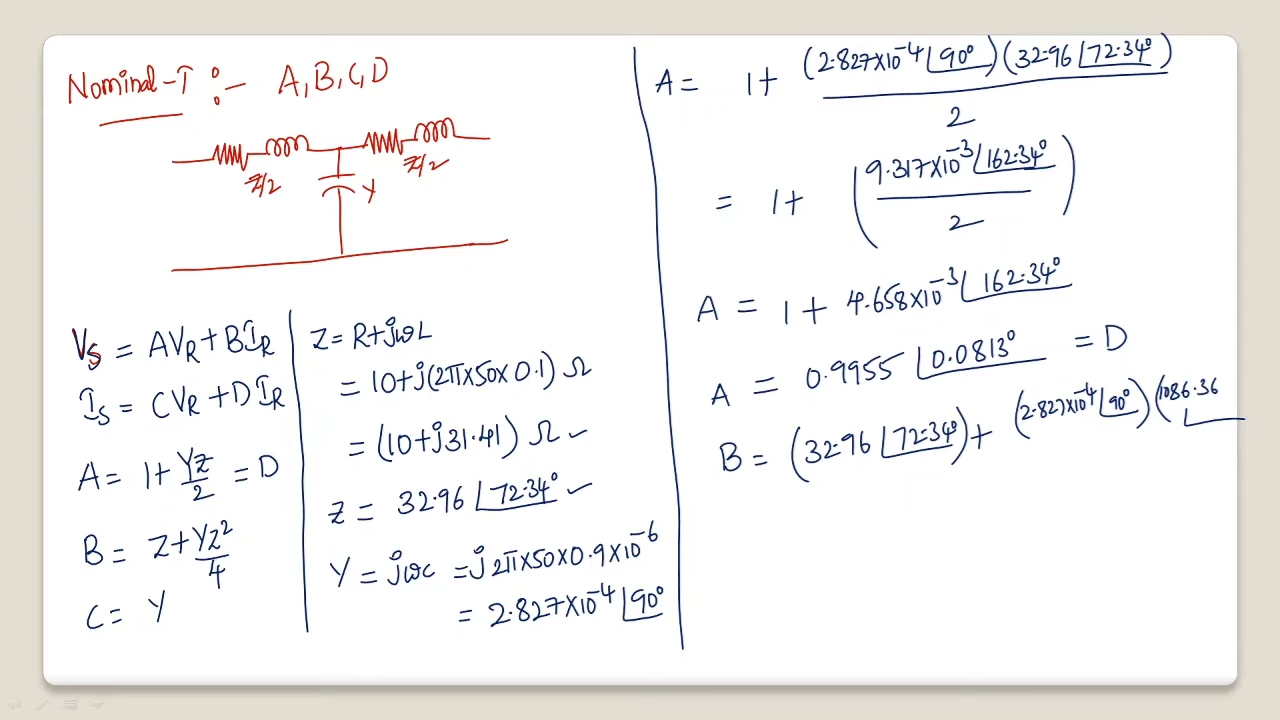 Nominal-T :- A, B, C, D
Z/2
Z/2
Y
VS = AVR + BIR
IS = CVR + DIR
A = 1 + YZ/2 = D
B = Z + YZ²/4
C = Y
Z = R + jωL
= 10 + j(2π×50×0.1) Ω
= (10 + j31.41) Ω ✓
Z = 32.96 ∠72.34° ✓
Y = jωC = j2π×50×0.9×10⁻⁶
= 2.827×10⁻⁴ ∠90°
A = 1 + (2.827×10⁻⁴ ∠90°)(32.96 ∠72.34°)/2
= 1 + (9.317×10⁻³ ∠162.34°/2)
A = 1 + 4.658×10⁻³ ∠162.34°
A = 0.9955 ∠0.0813° = D
B = (32.96 ∠72.34°) + (2.827×10⁻⁴ ∠90°)(1086.36 ∠